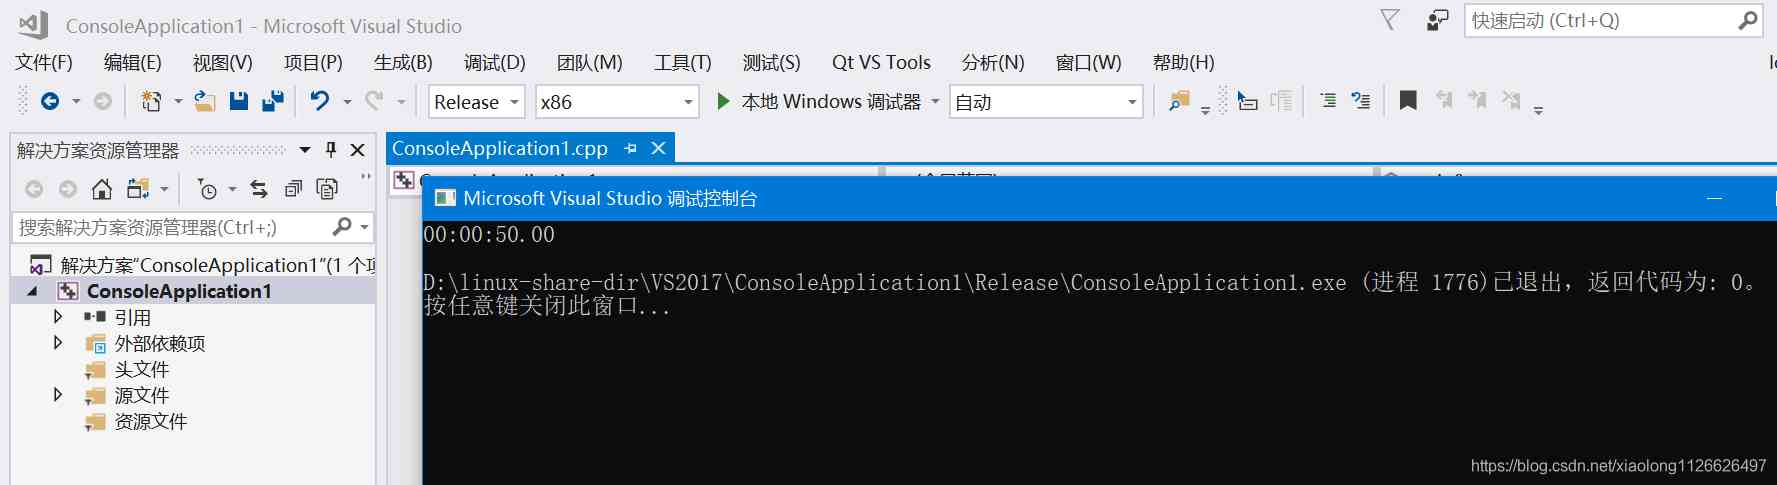 ConsoleApplication1 - Microsoft Visual Studio
快速启动 (Ctrl+Q)
文件(F) 编辑(E) 视图(V) 项目(P) 生成(B) 调试(D) 团队(M) 工具(T) 测试(S) Qt VS Tools 分析(N) 窗口(W) 帮助(H)
Release x86 本地 Windows 调试器 自动
解决方案资源管理器
ConsoleApplication1.cpp
搜索解决方案资源管理器(Ctrl+;)
解决方案"ConsoleApplication1"(1 个
ConsoleApplication1
引用
外部依赖项
头文件
源文件
资源文件
Microsoft Visual Studio 调试控制台
00:00:50.00
D:\linux-share-dir\VS2017\ConsoleApplication1\Release\ConsoleApplication1.exe (进程 1776)已退出，返回代码为: 0。
按任意键关闭此窗口...
https://blog.csdn.net/xiaolong1126626497